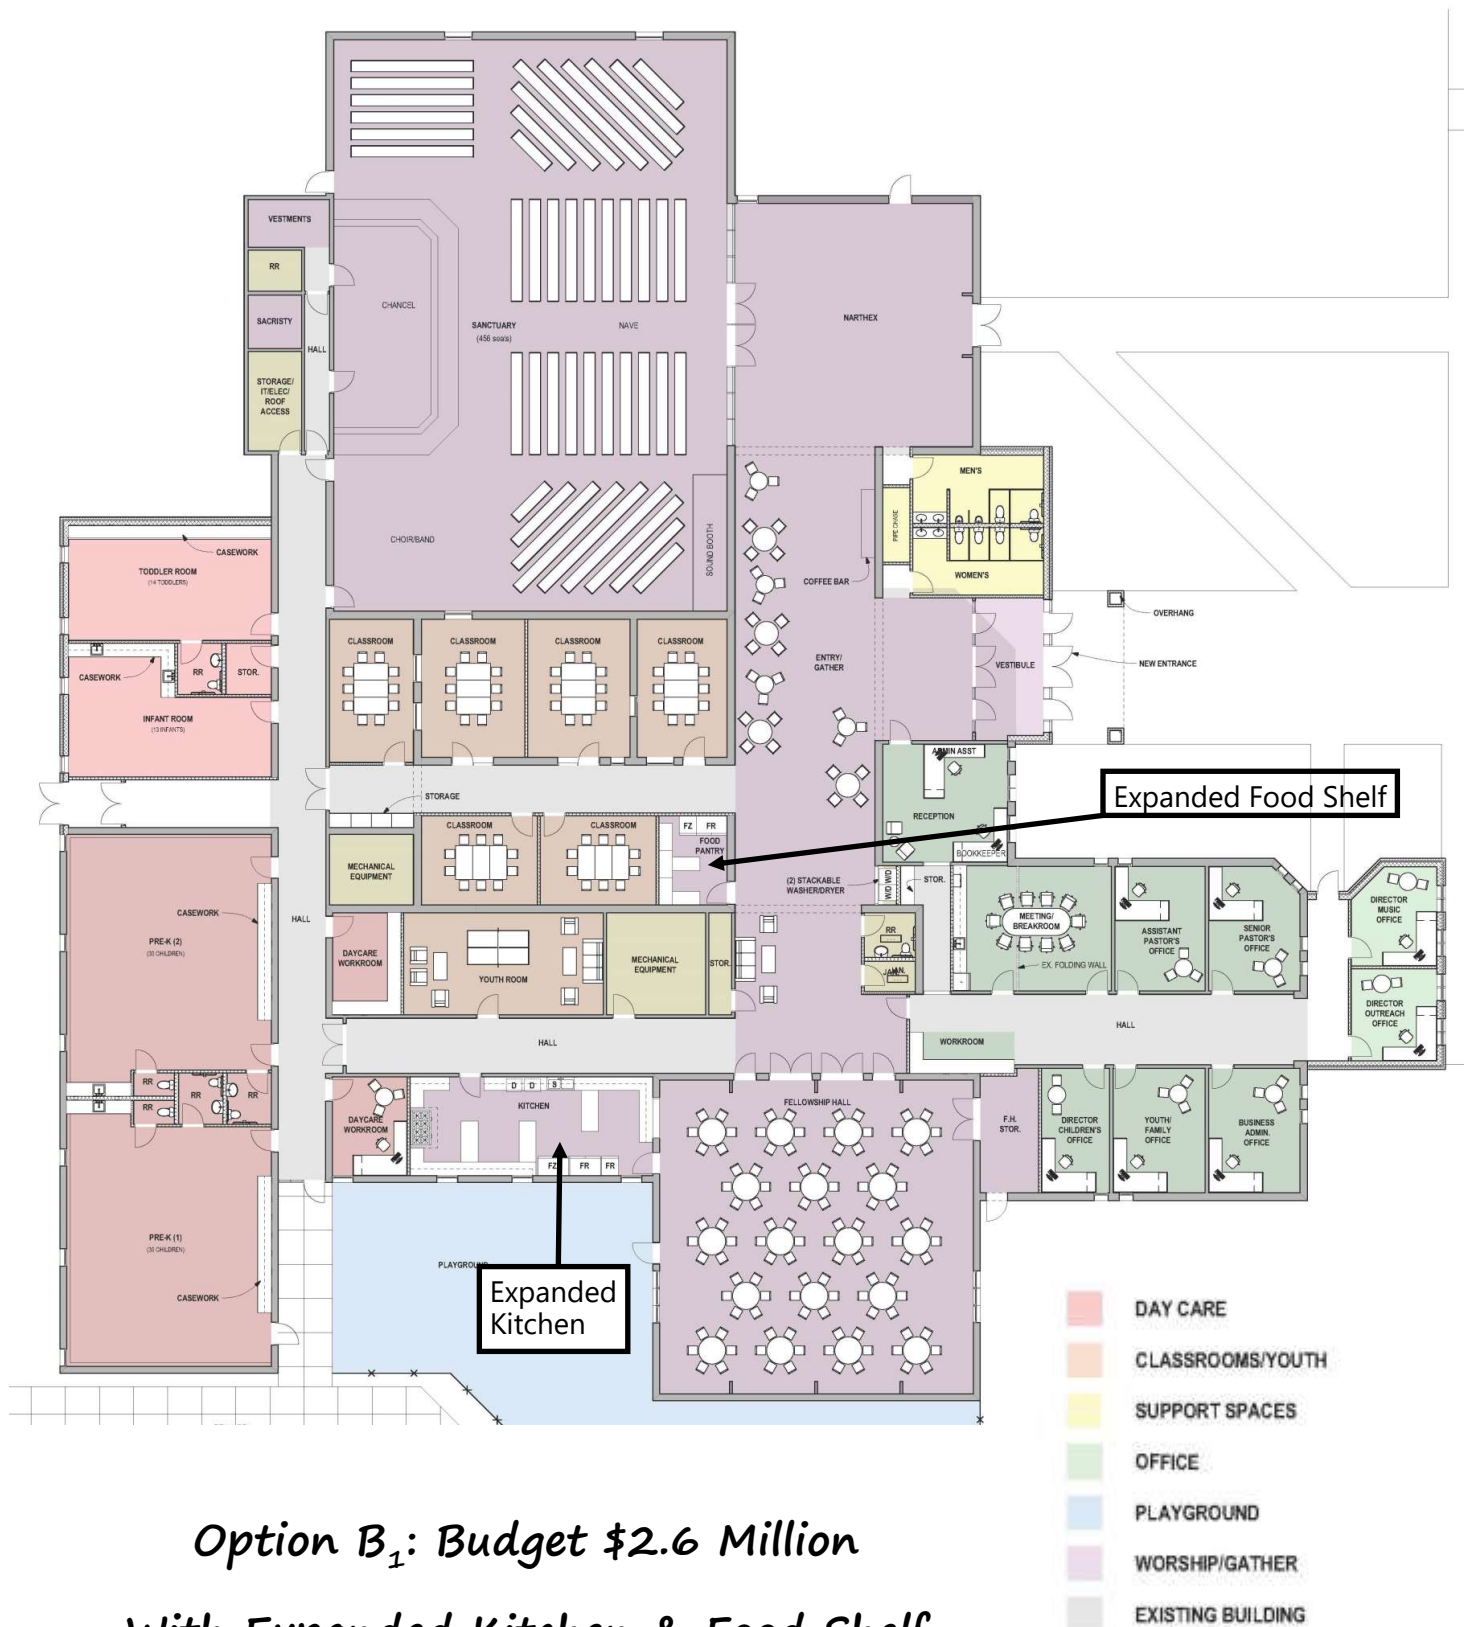 VESTMENTS
RR
SACRISTY
HALL
STORAGE/
IT/ELEC/
ROOF
ACCESS
CHANCEL
SANCTUARY
(456 seats)
NAVE
NARTHEX
CHOIR/BAND
SOUND BOOTH
MEN'S
PIPE CHASE
WOMEN'S
COFFEE BAR
CASEWORK
TODDLER ROOM
(14 TODDLERS)
RR
STOR.
CASEWORK
INFANT ROOM
(13 INFANTS)
CLASSROOM
CLASSROOM
CLASSROOM
CLASSROOM
ENTRY/
GATHER
VESTIBULE
OVERHANG
NEW ENTRANCE
ADMIN ASST
RECEPTION
BOOKKEEPER
Expanded Food Shelf
STORAGE
CLASSROOM
CLASSROOM
FZ
FR
FOOD
PANTRY
MECHANICAL
EQUIPMENT
(2) STACKABLE
WASHER/DRYER
W/D
W/D
STOR.
CASEWORK
HALL
PRE-K (2)
(30 CHILDREN)
DAYCARE
WORKROOM
YOUTH ROOM
MECHANICAL
EQUIPMENT
STOR.
RR
JAN.
MEETING/
BREAKROOM
EX. FOLDING WALL
ASSISTANT
PASTOR'S
OFFICE
SENIOR
PASTOR'S
OFFICE
DIRECTOR
MUSIC
OFFICE
DIRECTOR
OUTREACH
OFFICE
HALL
HALL
WORKROOM
RR
RR
RR
RR
DAYCARE
WORKROOM
D
D
S
KITCHEN
FZ
FR
FR
FELLOWSHIP HALL
F.H.
STOR.
DIRECTOR
CHILDREN'S
OFFICE
YOUTH/
FAMILY
OFFICE
BUSINESS
ADMIN.
OFFICE
PRE-K (1)
(30 CHILDREN)
CASEWORK
PLAYGROUND
Expanded
Kitchen
DAY CARE
CLASSROOMS/YOUTH
SUPPORT SPACES
OFFICE
PLAYGROUND
WORSHIP/GATHER
EXISTING BUILDING
Option B1: Budget $2.6 Million
With Expanded Kitchen & Food Shelf